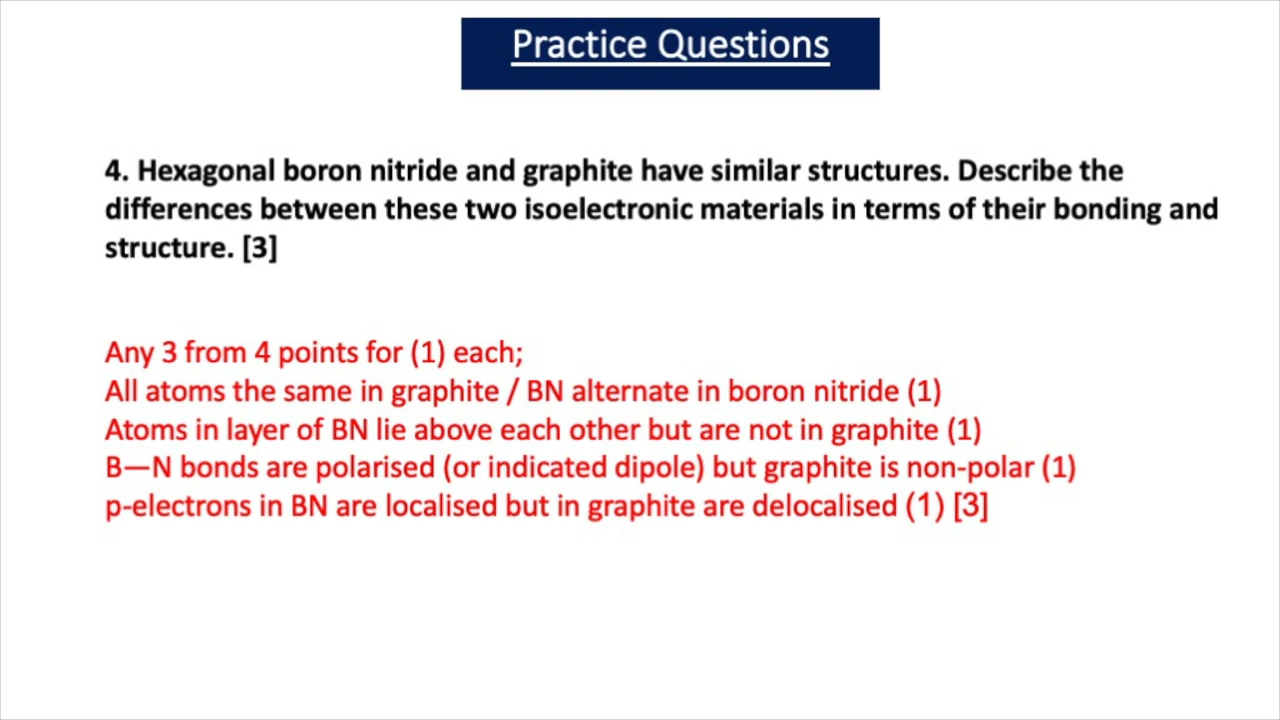 Practice Questions
4. Hexagonal boron nitride and graphite have similar structures. Describe the
differences between these two isoelectronic materials in terms of their bonding and
structure. [3]
Any 3 from 4 points for (1) each;
All atoms the same in graphite / BN alternate in boron nitride (1)
Atoms in layer of BN lie above each other but are not in graphite (1)
B—N bonds are polarised (or indicated dipole) but graphite is non-polar (1)
p-electrons in BN are localised but in graphite are delocalised (1) [3]